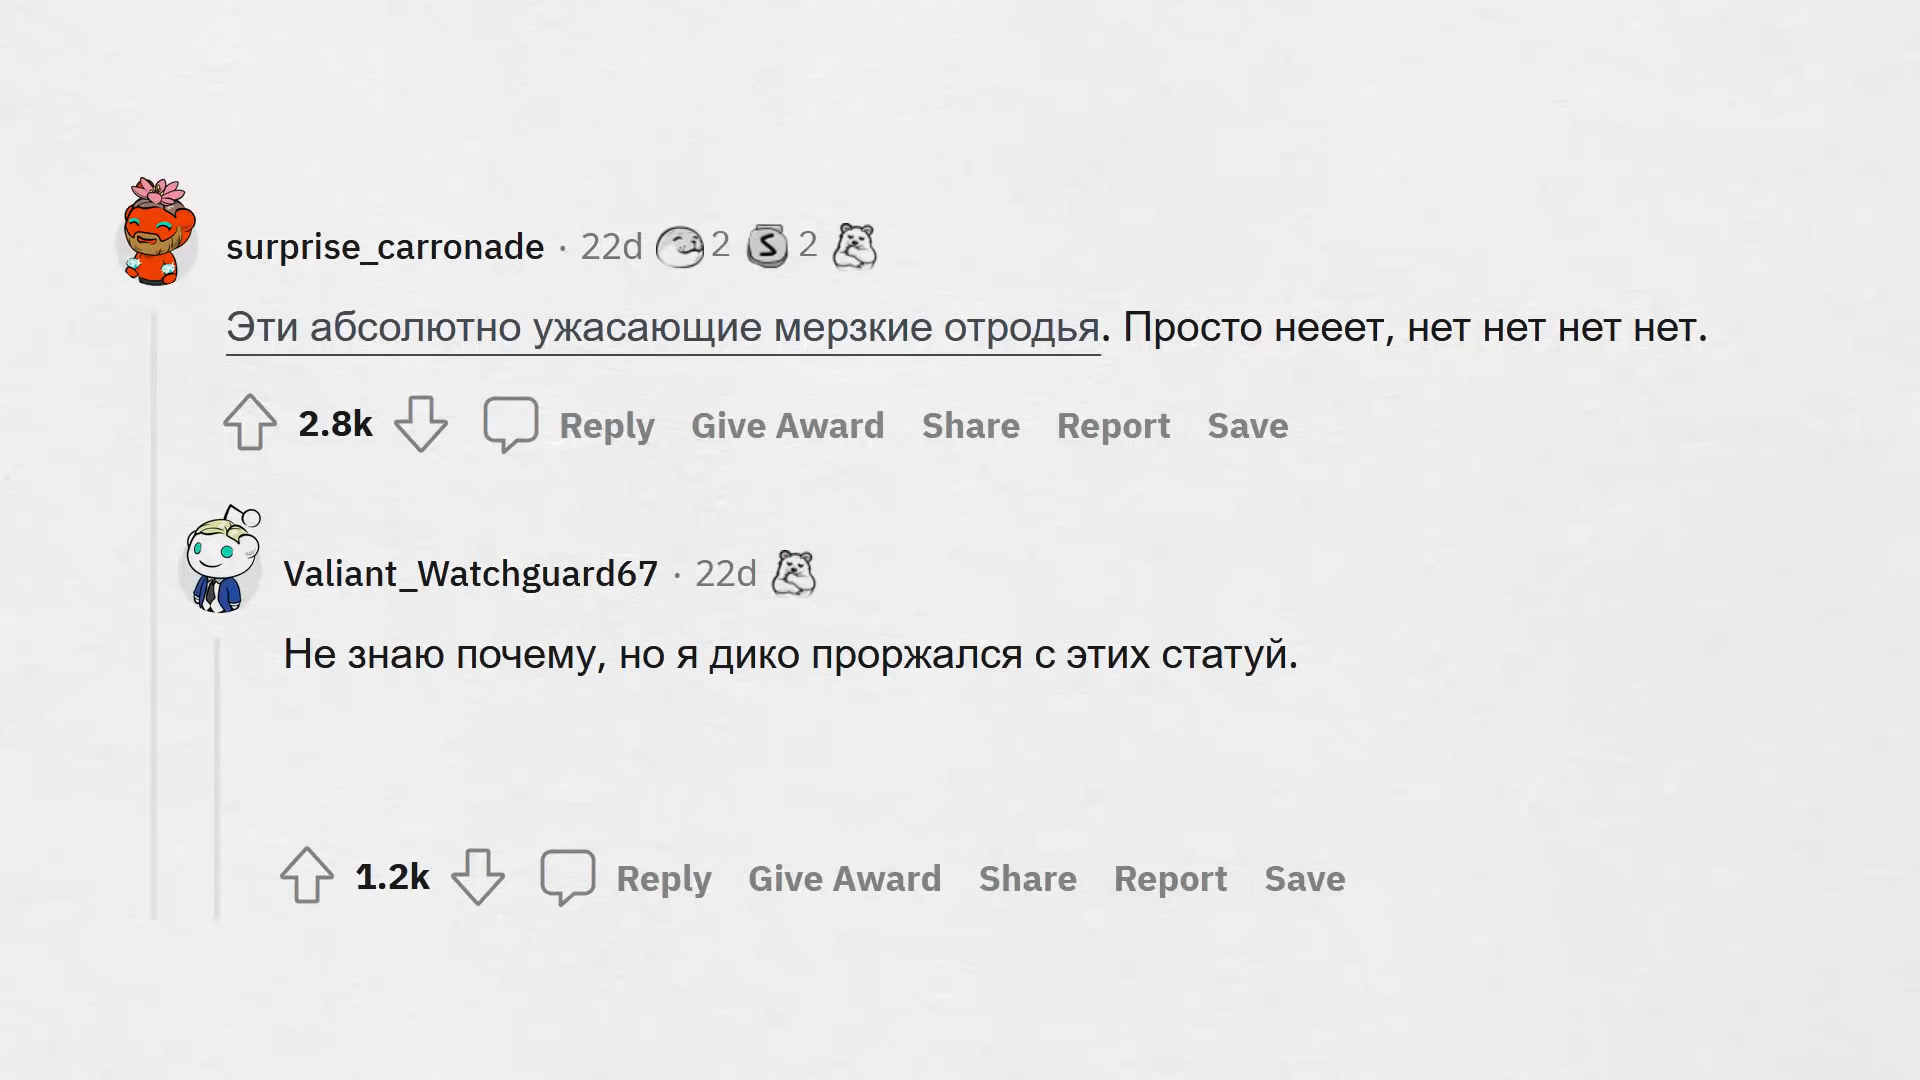 surprise_carronade · 22d 2 2
Эти абсолютно ужасающие мерзкие отродья. Просто нееет, нет нет нет нет.
2.8k Reply Give Award Share Report Save
Valiant_Watchguard67 · 22d
Не знаю почему, но я дико проржался с этих статуй.
1.2k Reply Give Award Share Report Save